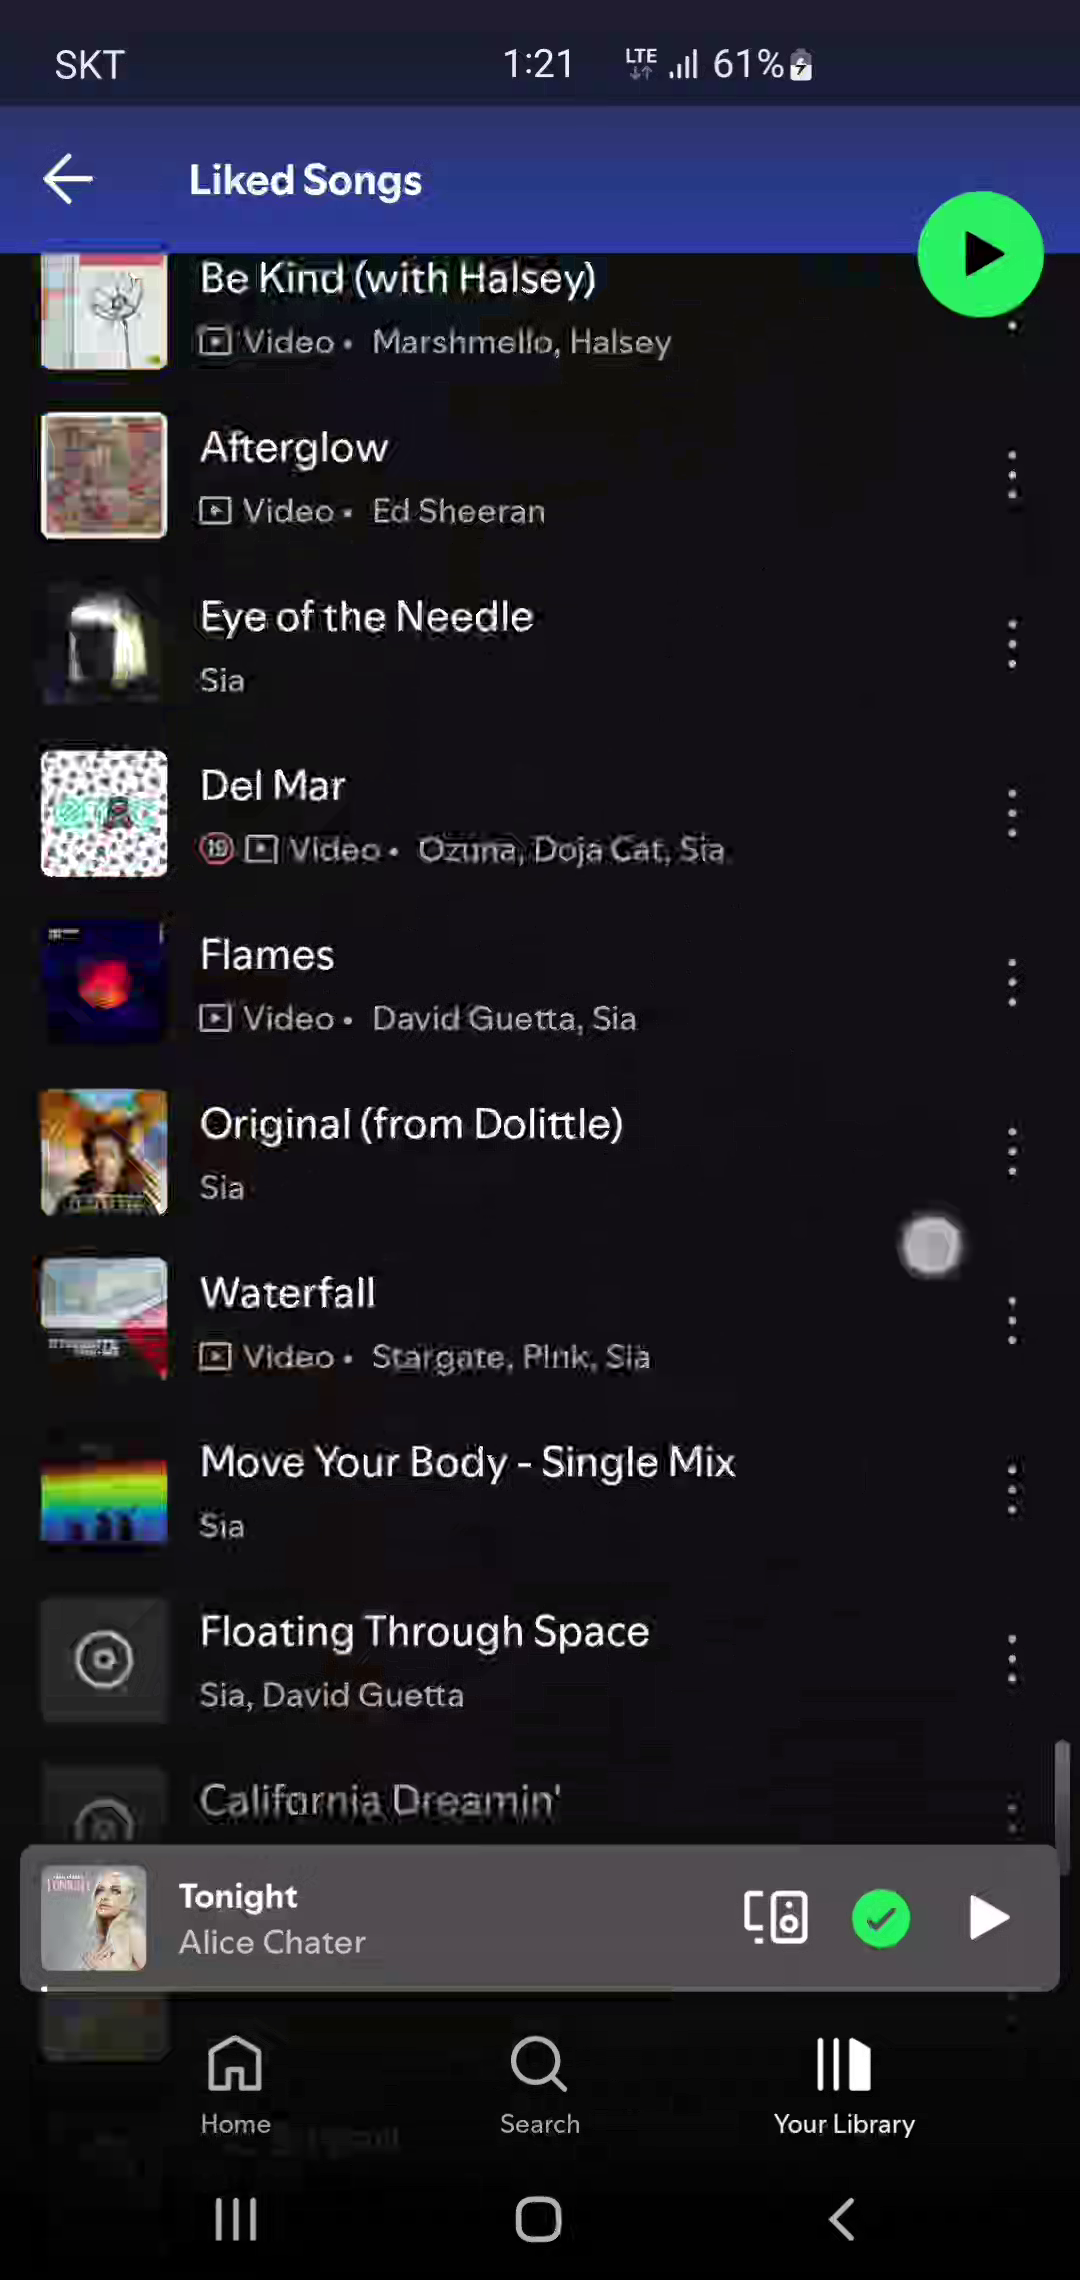 SKT 1:21 LTE 61%
Liked Songs
Be Kind (with Halsey)
Video • Marshmello, Halsey
Afterglow
Video • Ed Sheeran
Eye of the Needle
Sia
Del Mar
19 Video • Ozuna, Doja Cat, Sia
Flames
Video • David Guetta, Sia
Original (from Dolittle)
Sia
Waterfall
Video • Stargate, P!nk, Sia
Move Your Body - Single Mix
Sia
Floating Through Space
Sia, David Guetta
California Dreamin'
TONIGHT
Tonight
Alice Chater
Home
Search
Your Library